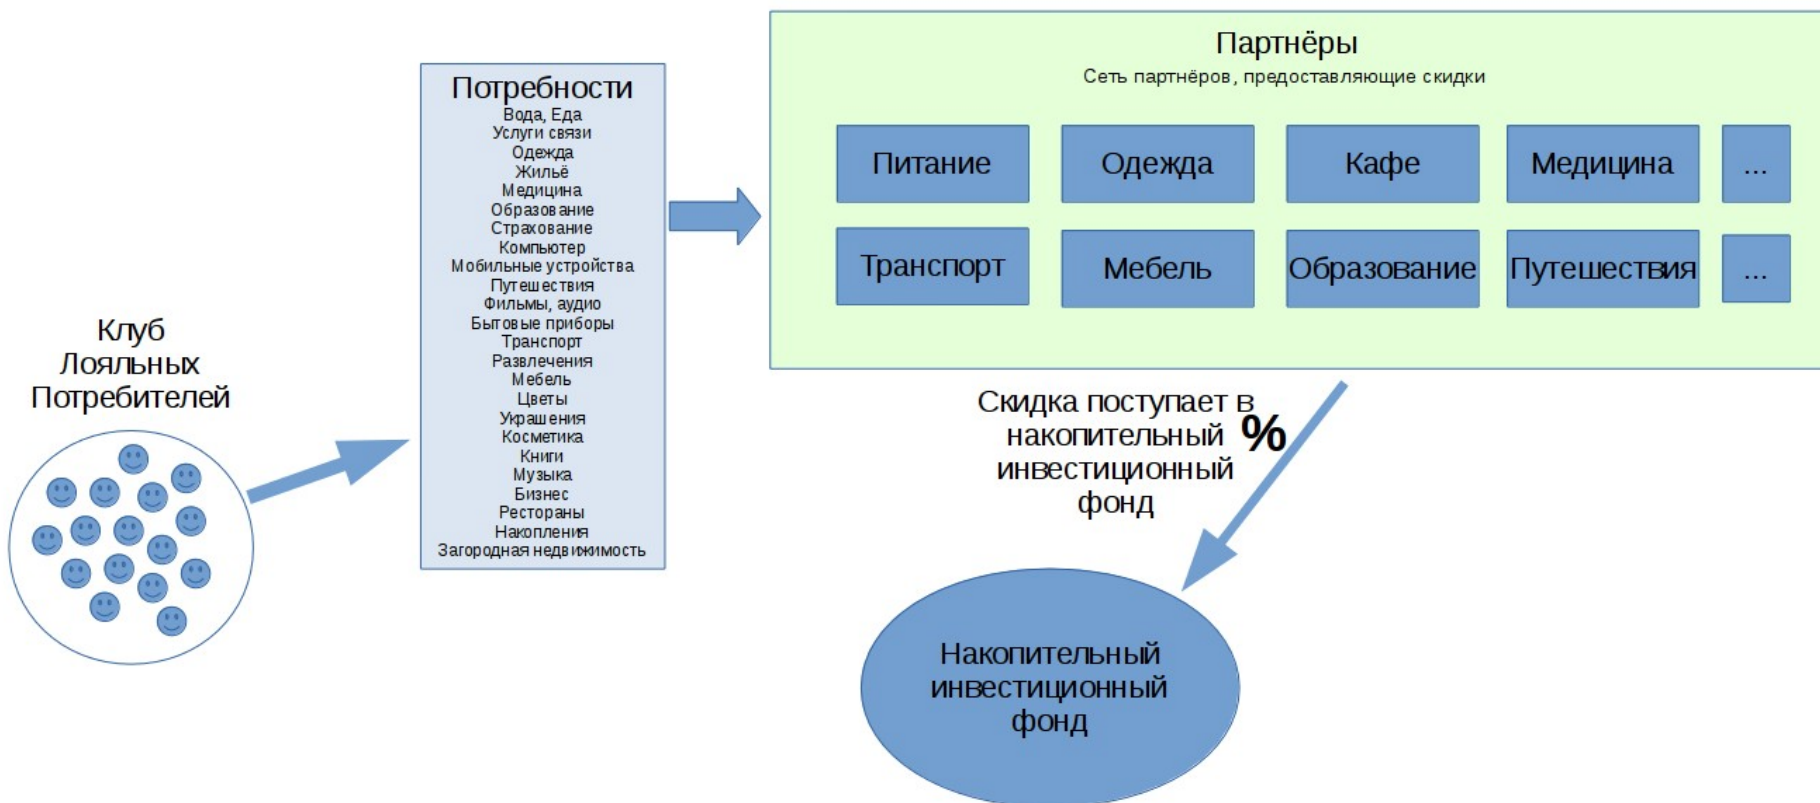 Клуб
Лояльных
Потребителей
Потребности
Вода, Еда
Услуги связи
Одежда
Жильё
Медицина
Образование
Страхование
Компьютер
Мобильные устройства
Путешествия
Фильмы, аудио
Бытовые приборы
Транспорт
Развлечения
Мебель
Цветы
Украшения
Косметика
Книги
Музыка
Бизнес
Рестораны
Накопления
Загородная недвижимость
Партнёры
Сеть партнёров, предоставляющие скидки
Питание
Одежда
Кафе
Медицина
...
Транспорт
Мебель
Образование
Путешествия
...
Скидка поступает в
накопительный %
инвестиционный
фонд
Накопительный
инвестиционный
фонд